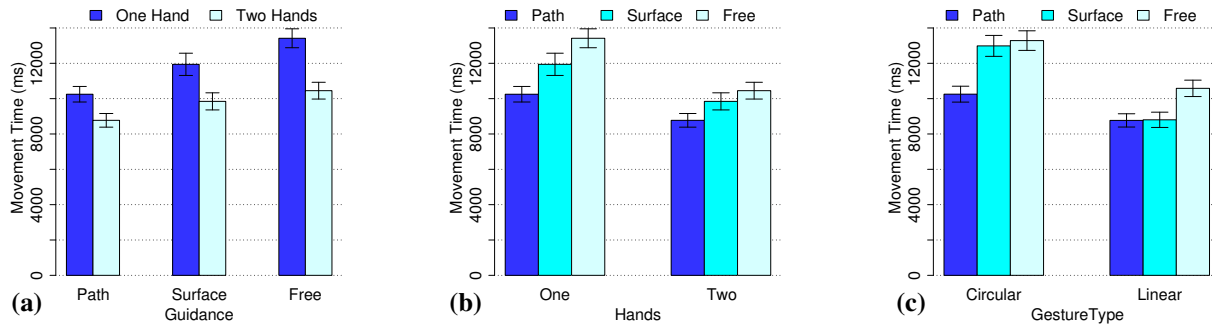 One Hand Two Hands
Movement Time (ms)
0 4000 8000 12000
Path Surface Free
Guidance
(a)
Path Surface Free
Movement Time (ms)
0 4000 8000 12000
One Two
Hands
(b)
Path Surface Free
Movement Time (ms)
0 4000 8000 12000
Circular Linear
GestureType
(c)